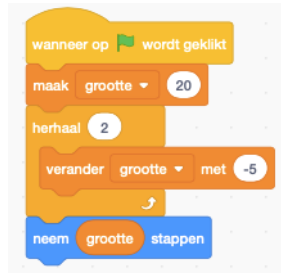 wanneer op wordt geklikt
maak grootte 20
herhaal 2
verander grootte met -5
neem grootte stappen